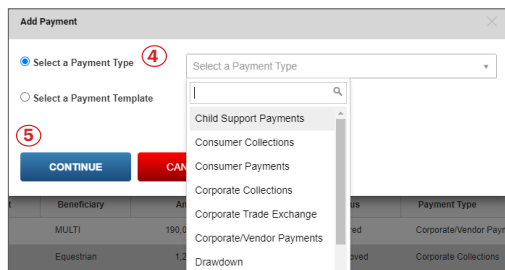 Add Payment
Select a Payment Type ④ Select a Payment Type
Select a Payment Template
Child Support Payments
⑤ Consumer Collections
CONTINUE Consumer Payments
Corporate Collections
Corporate Trade Exchange
Beneficiary Payment Type
MULTI 190,0 Corporate/Vendor Payments Corporate/Vendor Paym
Equestrian 1,2 Drawdown Corporate Collections